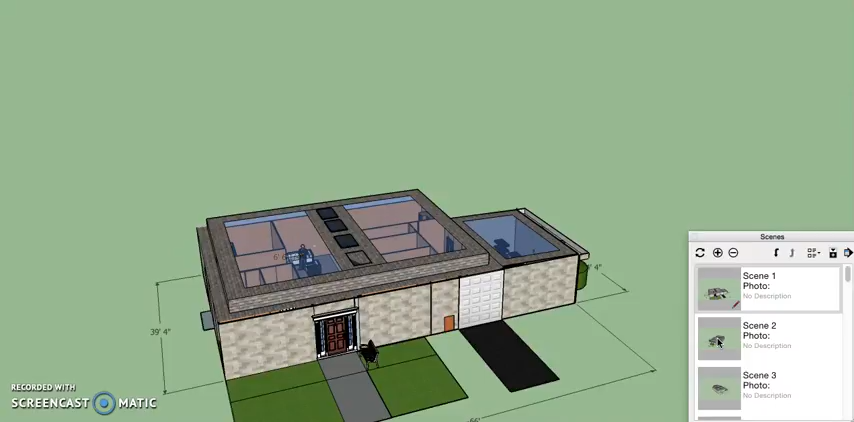 39' 4"
66'
Scenes
Scene 1
Photo:
No Description
Scene 2
Photo:
No Description
Scene 3
Photo:
No Description
RECORDED WITH
SCREENCAST MATIC